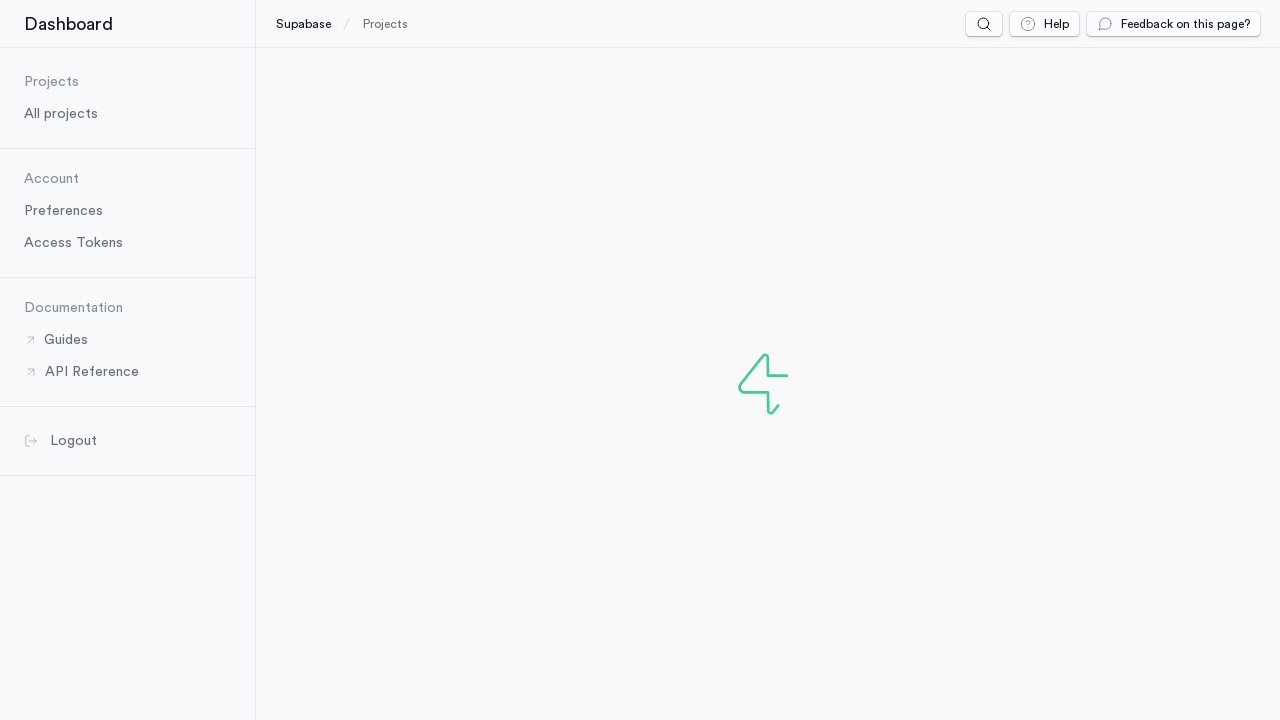 Dashboard
Supabase / Projects
Help
Feedback on this page?
Projects
All projects
Account
Preferences
Access Tokens
Documentation
Guides
API Reference
Logout